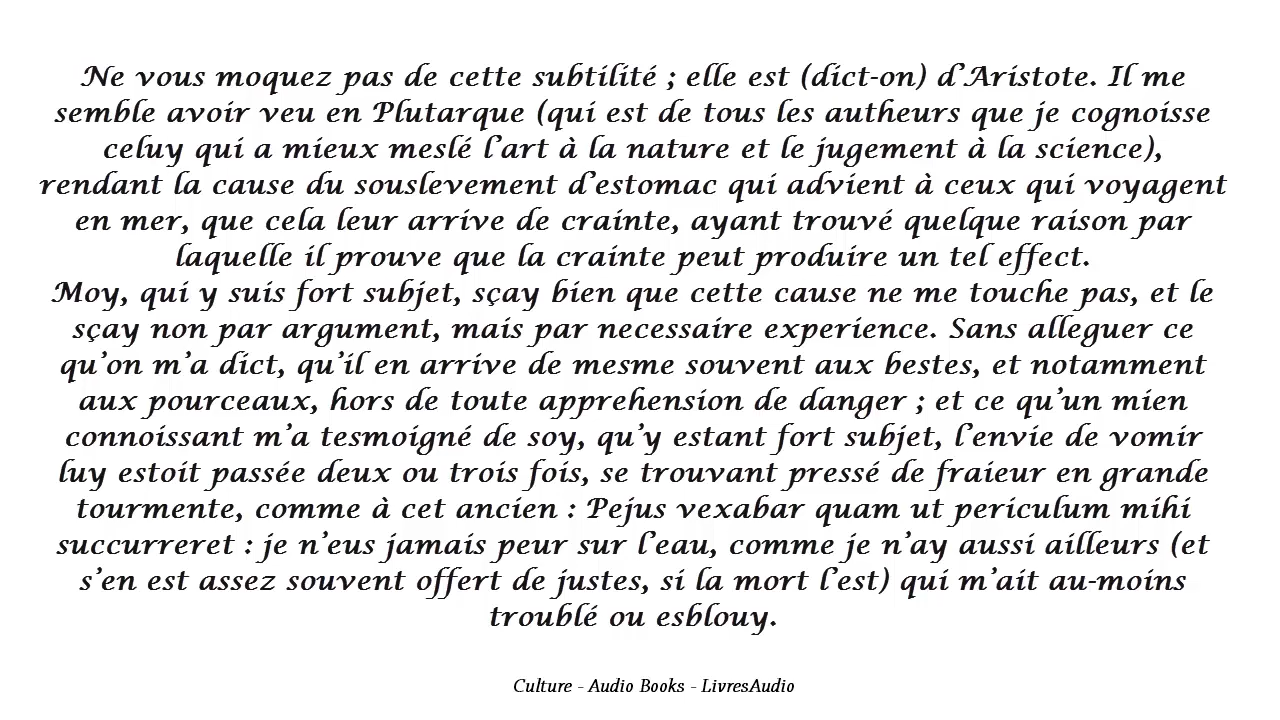 Ne vous moquez pas de cette subtilité ; elle est (dict-on) d'Aristote. Il me
semble avoir veu en Plutarque (qui est de tous les autheurs que je cognoisse
celuy qui a mieux meslé l'art à la nature et le jugement à la science),
rendant la cause du souslevement d'estomac qui advient à ceux qui voyagent
en mer, que cela leur arrive de crainte, ayant trouvé quelque raison par
laquelle il prouve que la crainte peut produire un tel effect.
Moy, qui y suis fort subjet, sçay bien que cette cause ne me touche pas, et le
sçay non par argument, mais par necessaire experience. Sans alleguer ce
qu'on m'a dict, qu'il en arrive de mesme souvent aux bestes, et notamment
aux pourceaux, hors de toute apprehension de danger ; et ce qu'un mien
connoissant m'a tesmoigné de soy, qu'y estant fort subjet, l'envie de vomir
luy estoit passée deux ou trois fois, se trouvant pressé de fraieur en grande
tourmente, comme à cet ancien : Pejus vexabar quam ut periculum mihi
succurreret : je n'eus jamais peur sur l'eau, comme je n'ay aussi ailleurs (et
s'en est assez souvent offert de justes, si la mort l'est) qui m'ait au-moins
troublé ou esblouy.
Culture - Audio Books - LivresAudio